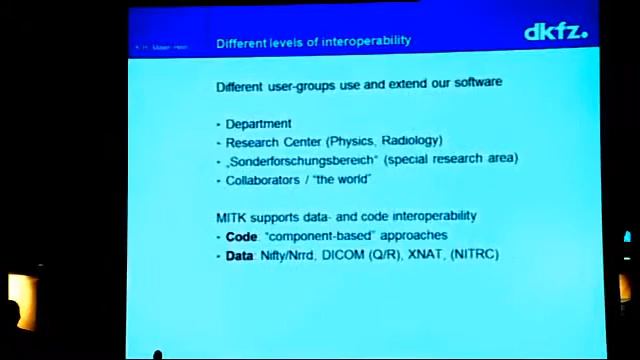 dkfz.
Different levels of interoperability
Different user-groups use and extend our software
- Department
- Research Center (Physics, Radiology)
- „Sonderforschungsbereich“ (special research area)
- Collaborators / “the world”
MITK supports data- and code interoperability
- Code: “component-based” approaches
- Data: Nifty/Nrrd, DICOM (Q/R), XNAT, (NITRC)